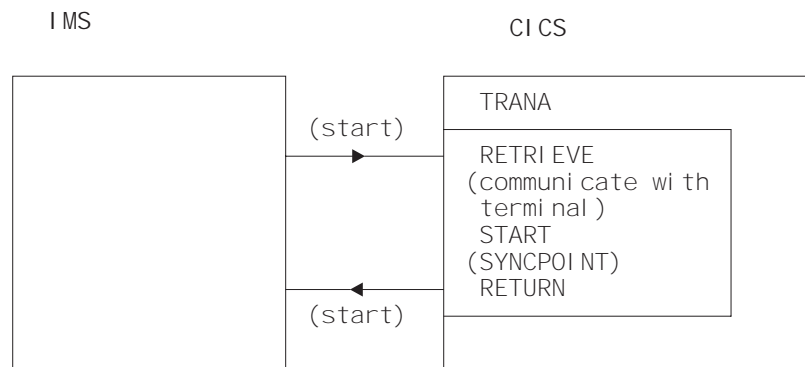 IMS
CICS
TRANA
(start)
RETRIEVE
(communicate with
terminal)
START
(SYNCPOINT)
RETURN
(start)